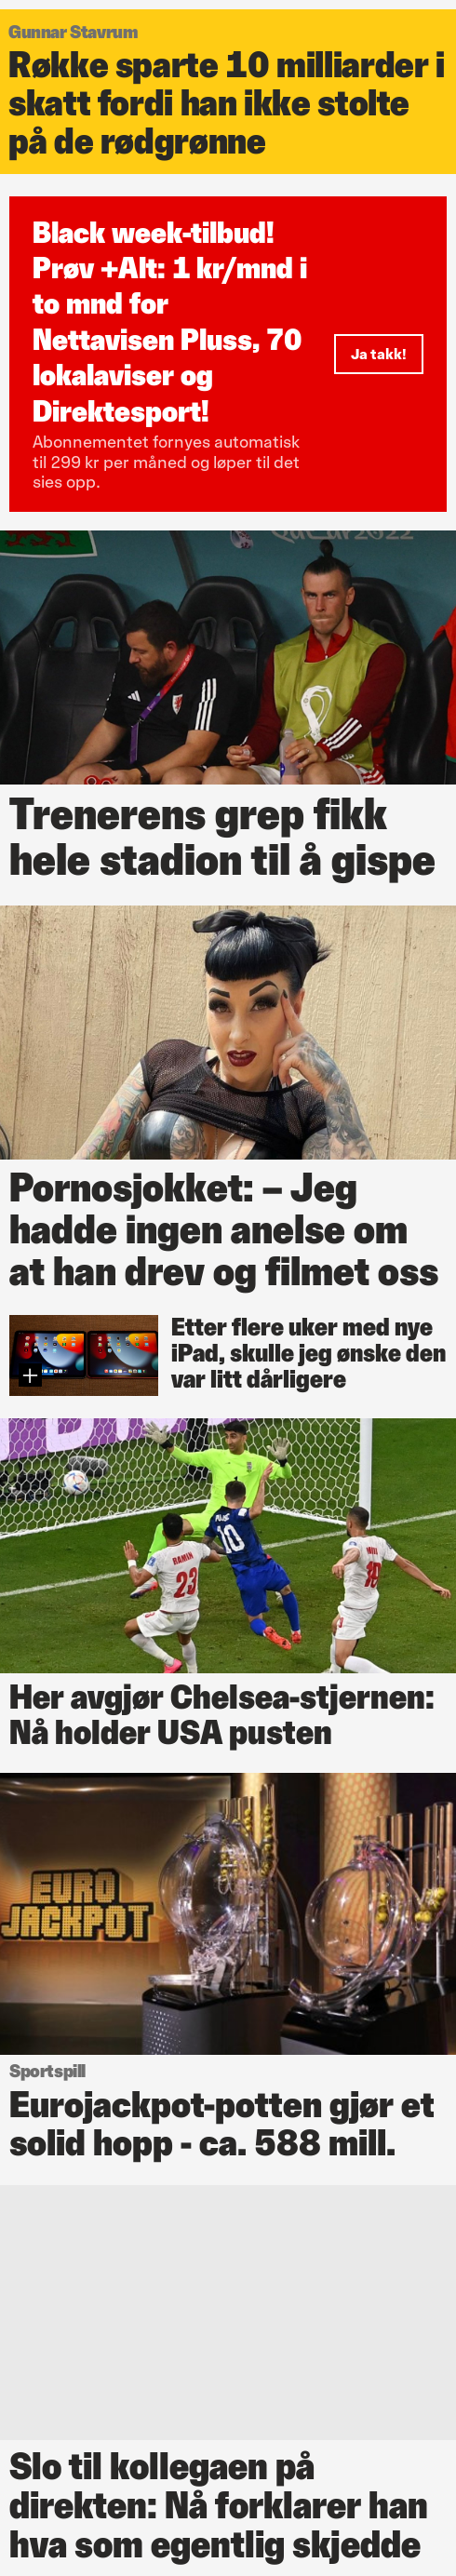 Gunnar Stavrum
Røkke sparte 10 milliarder i
skatt fordi han ikke stolte
på de rødgrønne
Black week-tilbud!
Prøv +Alt: 1 kr/mnd i
to mnd for
Nettavisen Pluss, 70
lokalaviser og
Direktesport!
Ja takk!
Abonnementet fornyes automatisk
til 299 kr per måned og løper til det
sies opp.
Trenerens grep fikk
hele stadion til å gispe
Pornosjokket: – Jeg
hadde ingen anelse om
at han drev og filmet oss
Etter flere uker med nye
iPad, skulle jeg ønske den
var litt dårligere
RAMIN
23
10
19
Her avgjør Chelsea-stjernen:
Nå holder USA pusten
EURO
JACKPOT
Sportspill
Eurojackpot-potten gjør et
solid hopp - ca. 588 mill.
Slo til kollegaen på
direkten: Nå forklarer han
hva som egentlig skjedde